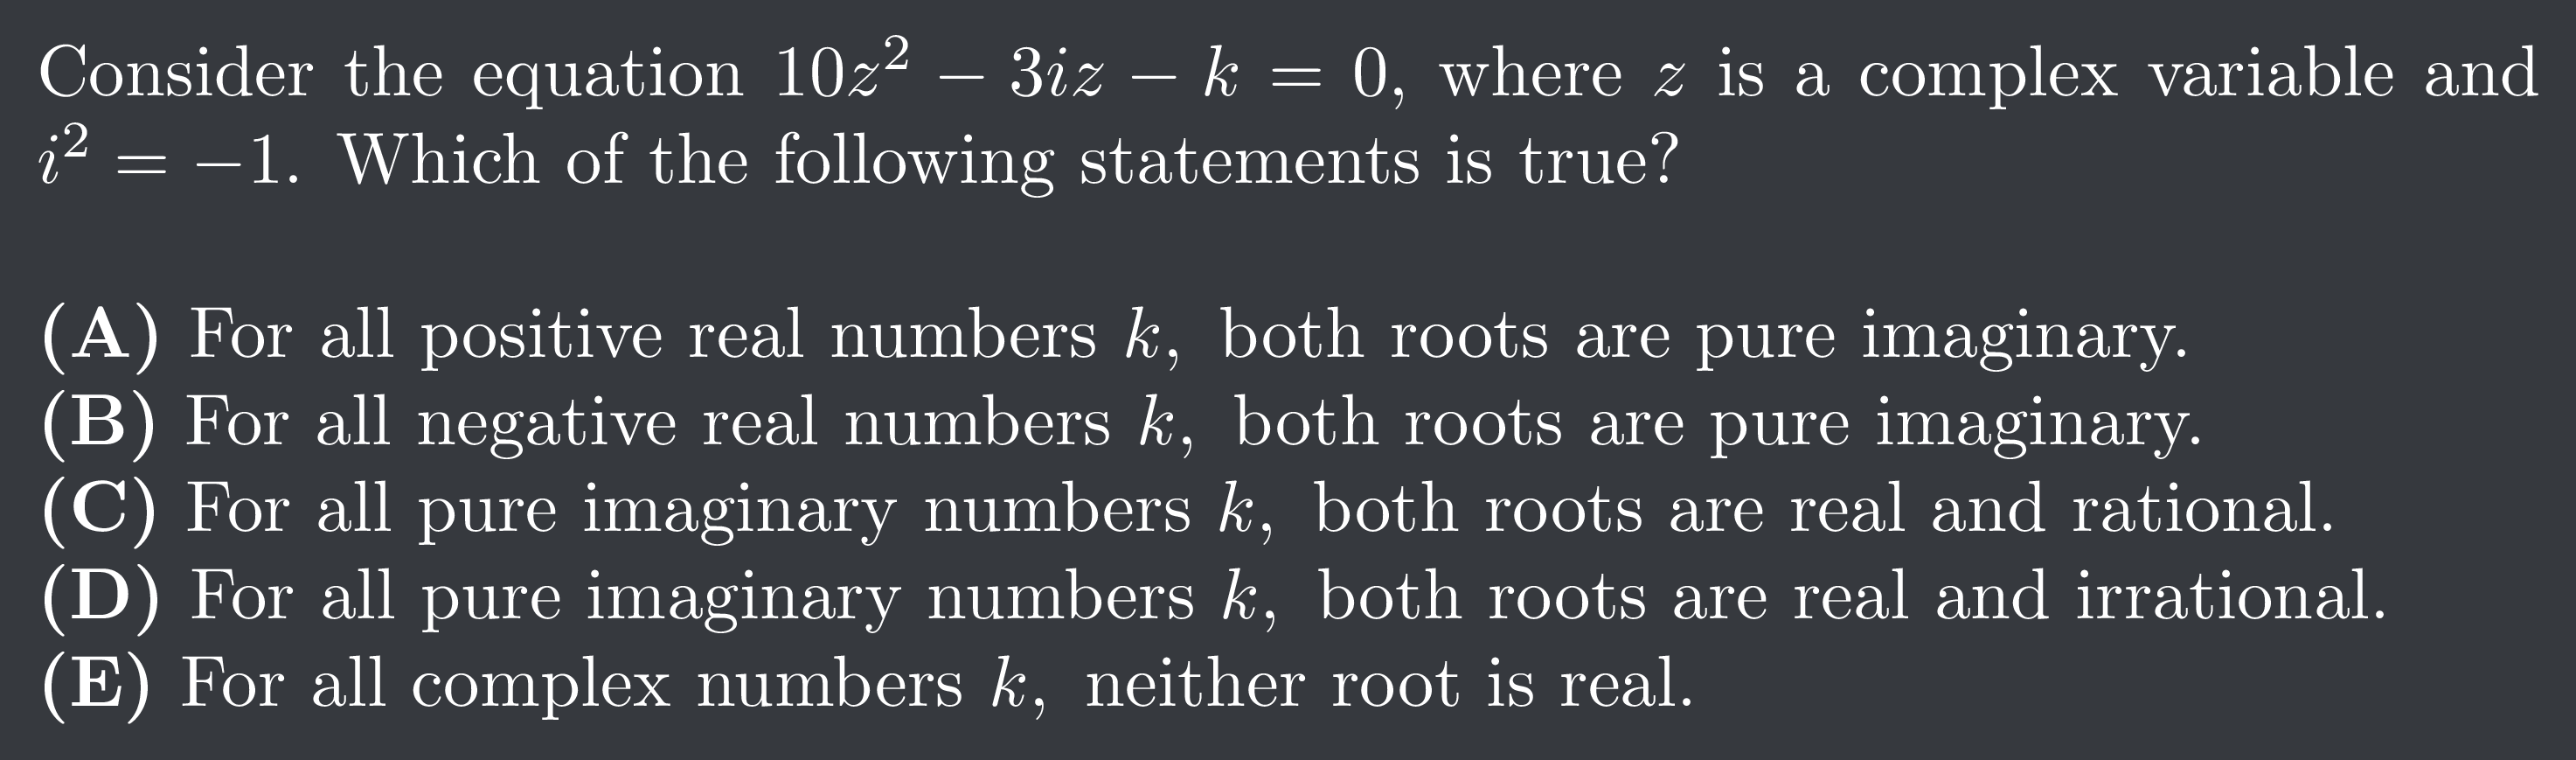 Consider the equation 10z² − 3iz − k = 0, where z is a complex variable and
i² = −1. Which of the following statements is true?
(A) For all positive real numbers k, both roots are pure imaginary.
(B) For all negative real numbers k, both roots are pure imaginary.
(C) For all pure imaginary numbers k, both roots are real and rational.
(D) For all pure imaginary numbers k, both roots are real and irrational.
(E) For all complex numbers k, neither root is real.